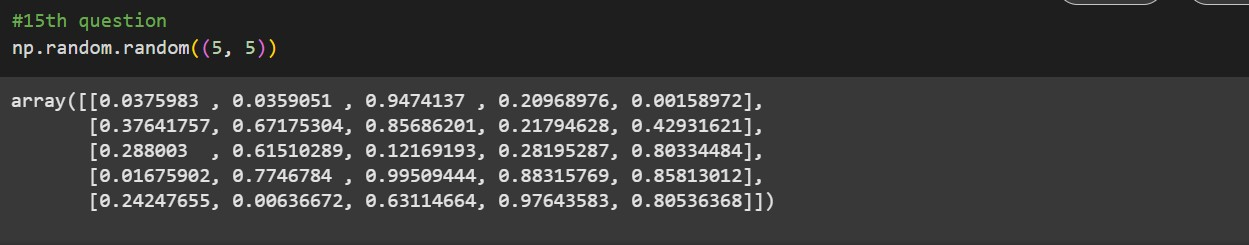 #15th question
np.random.random((5, 5))
array([[0.0375983 , 0.0359051 , 0.9474137 , 0.20968976, 0.00158972],
       [0.37641757, 0.67175304, 0.85686201, 0.21794628, 0.42931621],
       [0.288003  , 0.61510289, 0.12169193, 0.28195287, 0.80334484],
       [0.01675902, 0.7746784 , 0.99509444, 0.88315769, 0.85813012],
       [0.24247655, 0.00636672, 0.63114664, 0.97643583, 0.80536368]])